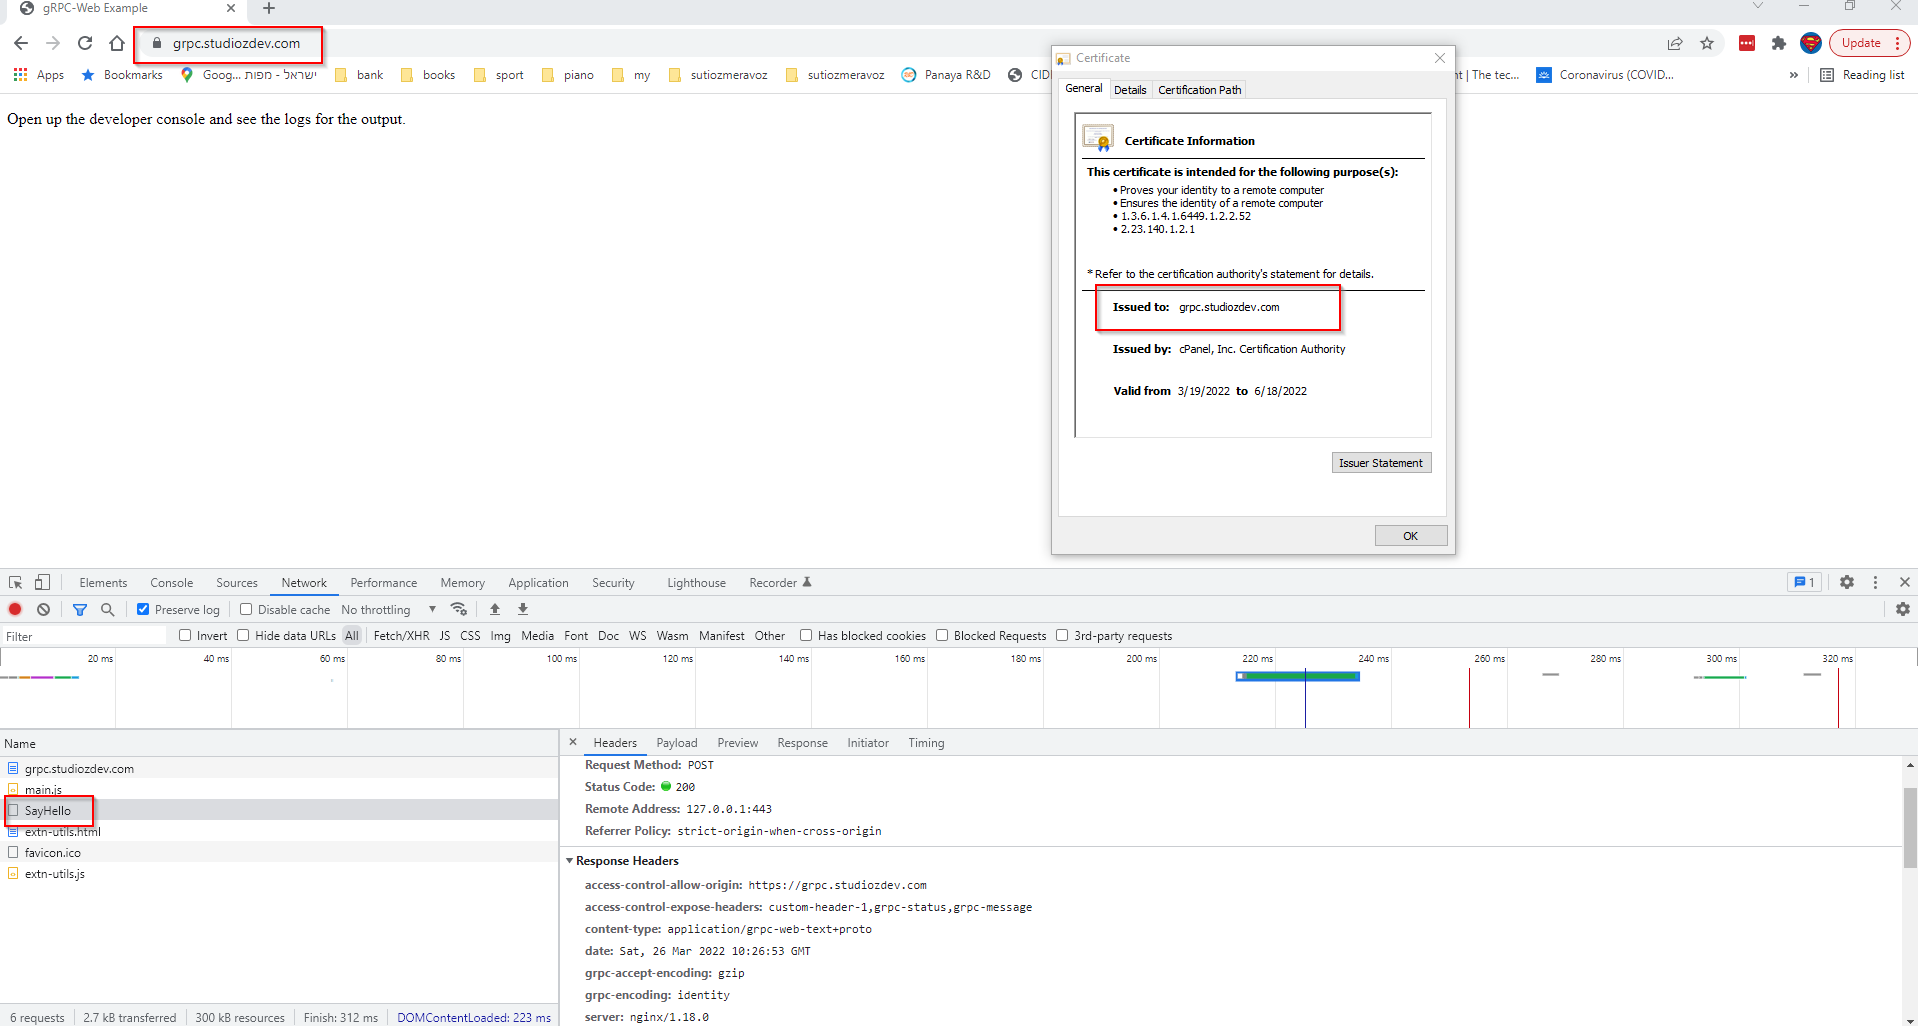 gRPC-Web Example
grpc.studiozdev.com
Update
Apps
Bookmarks
Goog... ישראל - מפות
bank
books
sport
piano
my
sutiozmeravoz
sutiozmeravoz
Panaya R&D
CIDI
nt | The tec...
Coronavirus (COVID...
»
Reading list
Open up the developer console and see the logs for the output.
Certificate
General Details Certification Path
Certificate Information
This certificate is intended for the following purpose(s):
• Proves your identity to a remote computer
• Ensures the identity of a remote computer
• 1.3.6.1.4.1.6449.1.2.2.52
• 2.23.140.1.2.1
* Refer to the certification authority's statement for details.
Issued to: grpc.studiozdev.com
Issued by: cPanel, Inc. Certification Authority
Valid from 3/19/2022 to 6/18/2022
Issuer Statement
OK
Elements Console Sources Network Performance Memory Application Security Lighthouse Recorder 1
Preserve log Disable cache No throttling
Filter Invert Hide data URLs All Fetch/XHR JS CSS Img Media Font Doc WS Wasm Manifest Other Has blocked cookies Blocked Requests 3rd-party requests
20 ms 40 ms 60 ms 80 ms 100 ms 120 ms 140 ms 160 ms 180 ms 200 ms 220 ms 240 ms 260 ms 280 ms 300 ms 320 ms
Name
grpc.studiozdev.com
main.js
SayHello
extn-utils.html
favicon.ico
extn-utils.js
6 requests 2.7 kB transferred 300 kB resources Finish: 312 ms DOMContentLoaded: 223 ms
Headers Payload Preview Response Initiator Timing
Request Method: POST
Status Code: 200
Remote Address: 127.0.0.1:443
Referrer Policy: strict-origin-when-cross-origin
Response Headers
access-control-allow-origin: https://grpc.studiozdev.com
access-control-expose-headers: custom-header-1,grpc-status,grpc-message
content-type: application/grpc-web-text+proto
date: Sat, 26 Mar 2022 10:26:53 GMT
grpc-accept-encoding: gzip
grpc-encoding: identity
server: nginx/1.18.0